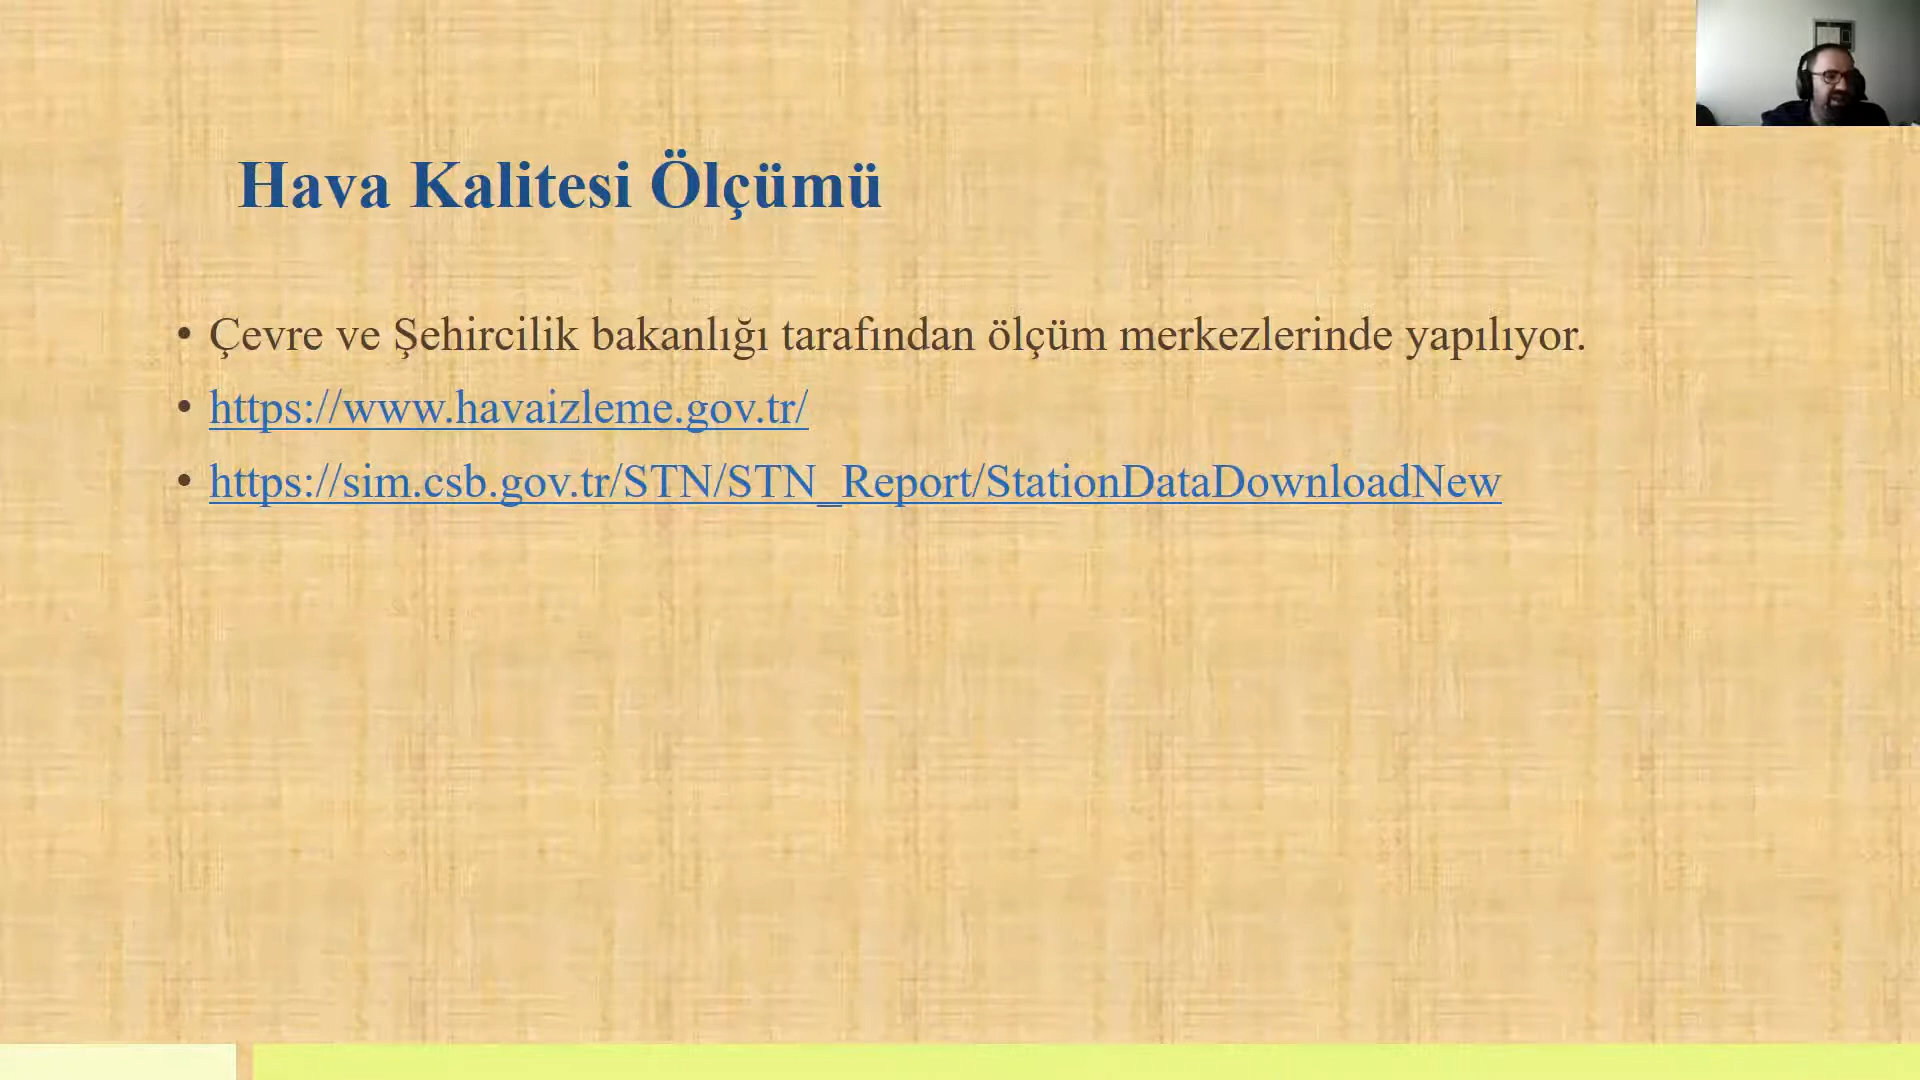 Hava Kalitesi Ölçümü
• Çevre ve Şehircilik bakanlığı tarafından ölçüm merkezlerinde yapılıyor.
• https://www.havaizleme.gov.tr/
• https://sim.csb.gov.tr/STN/STN_Report/StationDataDownloadNew